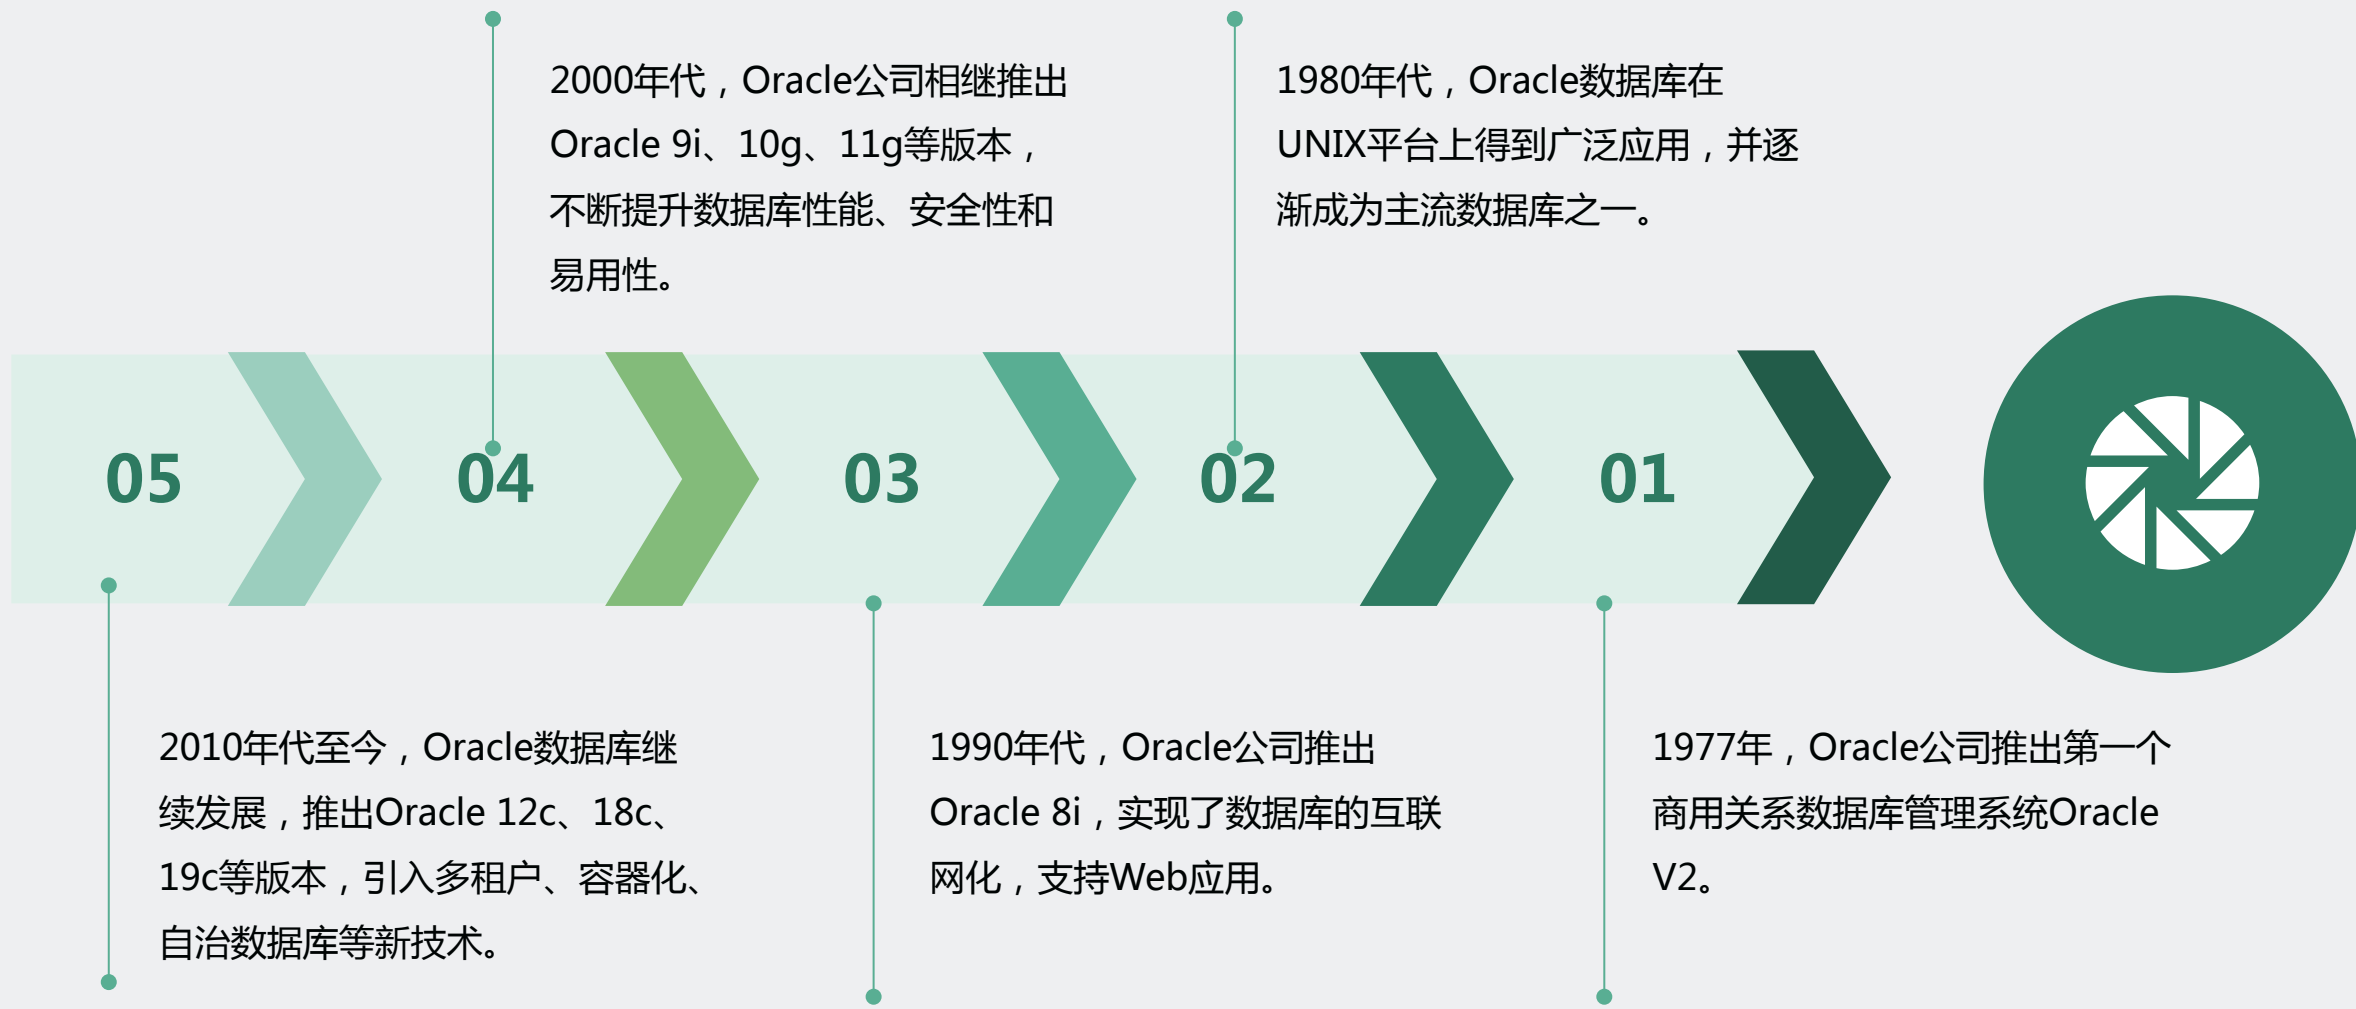 2000年代，Oracle公司相继推出
Oracle 9i、10g、11g等版本，
不断提升数据库性能、安全性和
易用性。
1980年代，Oracle数据库在
UNIX平台上得到广泛应用，并逐
渐成为主流数据库之一。
05
04
03
02
01
2010年代至今，Oracle数据库继
续发展，推出Oracle 12c、18c、
19c等版本，引入多租户、容器化、
自治数据库等新技术。
1990年代，Oracle公司推出
Oracle 8i，实现了数据库的互联
网化，支持Web应用。
1977年，Oracle公司推出第一个
商用关系数据库管理系统Oracle
V2。